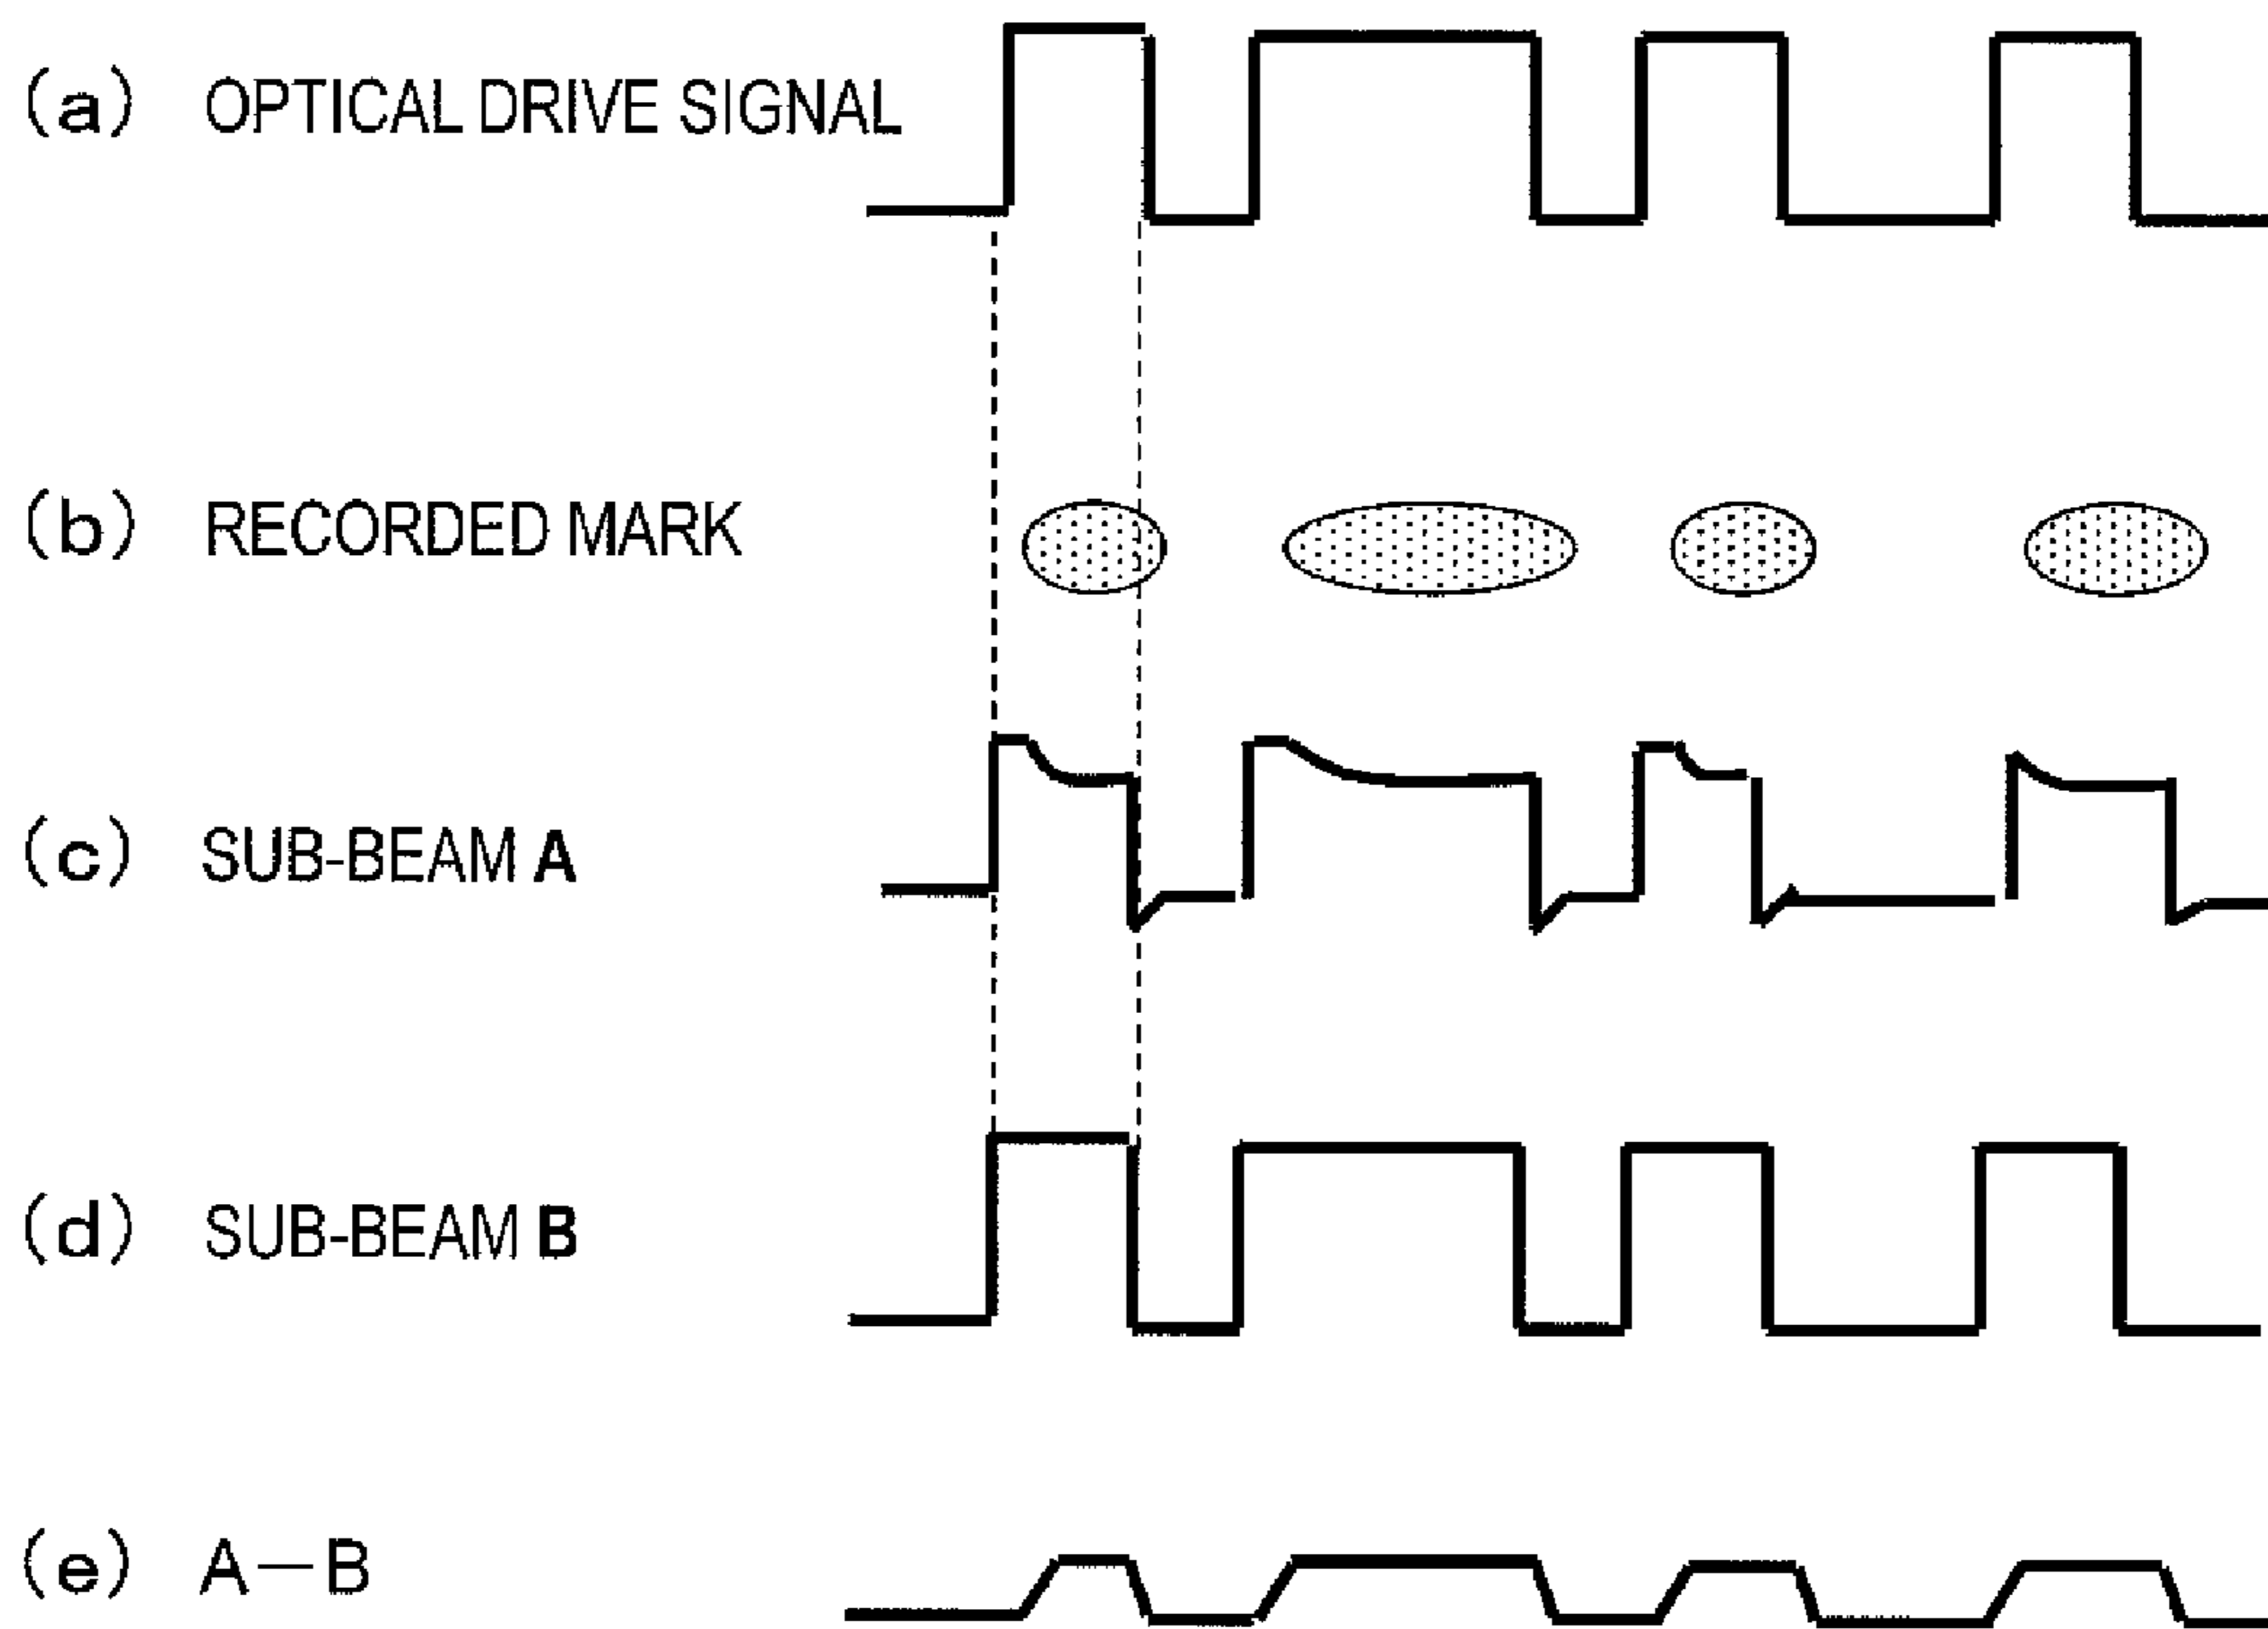 (a) OPTICAL DRIVE SIGNAL
(b) RECORDED MARK
(c) SUB-BEAM A
(d) SUB-BEAM B
(e) A—B